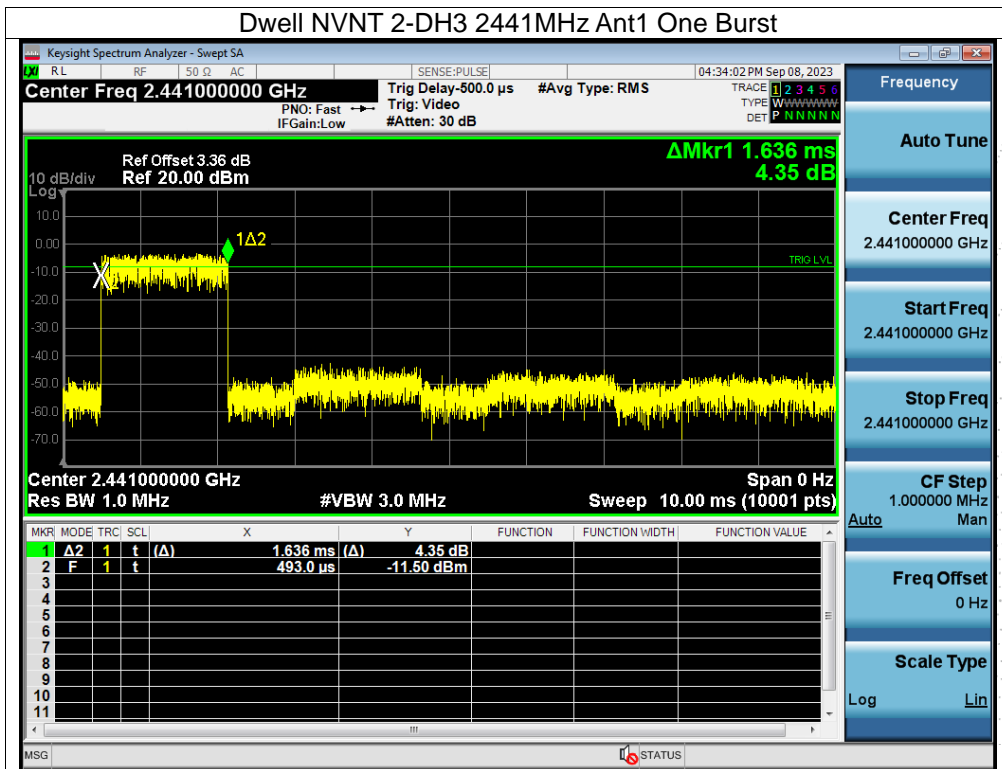 Dwell NVNT 2-DH3 2441MHz Ant1 One Burst
Keysight Spectrum Analyzer - Swept SA
LXI RL RF 50 Ω AC SENSE:PULSE 04:34:02 PM Sep 08, 2023
Center Freq 2.441000000 GHz Trig Delay-500.0 µs #Avg Type: RMS TRACE 1 2 3 4 5 6
PNO: Fast Trig: Video TYPE WWWWWW
IFGain:Low #Atten: 30 dB DET P N N N N N
Ref Offset 3.36 dB ΔMkr1 1.636 ms
10 dB/div Ref 20.00 dBm 4.35 dB
Log
10.0
0.00
-10.0
-20.0
-30.0
-40.0
-50.0
-60.0
-70.0
1Δ2
TRIG LVL
Center 2.441000000 GHz Span 0 Hz
Res BW 1.0 MHz #VBW 3.0 MHz Sweep 10.00 ms (10001 pts)
MKR MODE TRC SCL X Y FUNCTION FUNCTION WIDTH FUNCTION VALUE
1 Δ2 1 t (Δ) 1.636 ms (Δ) 4.35 dB
2 F 1 t 493.0 µs -11.50 dBm
3
4
5
6
7
8
9
10
11
MSG STATUS
Frequency
Auto Tune
Center Freq
2.441000000 GHz
Start Freq
2.441000000 GHz
Stop Freq
2.441000000 GHz
CF Step
1.000000 MHz
Auto Man
Freq Offset
0 Hz
Scale Type
Log Lin